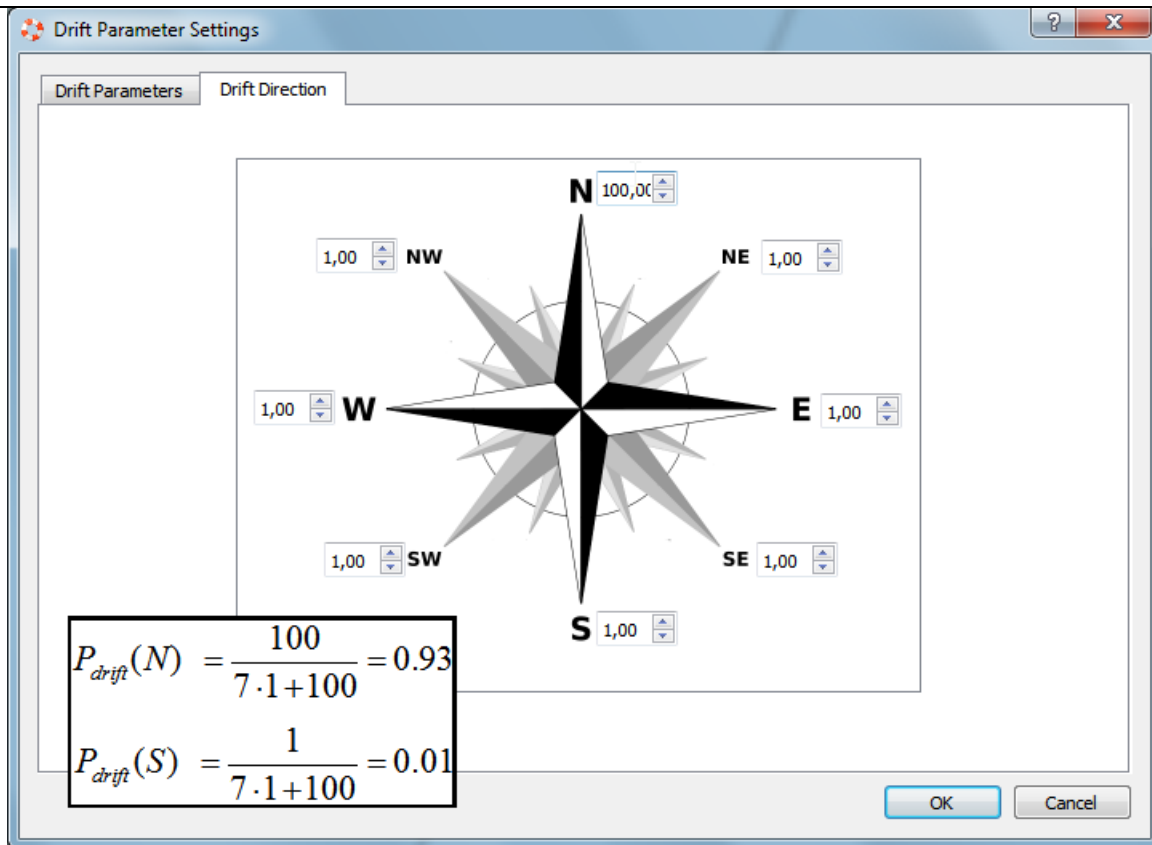 Drift Parameter Settings
?
X
Drift Parameters
Drift Direction
N 100,00
1,00 NW
NE 1,00
1,00 W
E 1,00
1,00 SW
SE 1,00
S 1,00
P_drift(N) = 100 / (7·1+100) = 0.93
P_drift(S) = 1 / (7·1+100) = 0.01
OK
Cancel